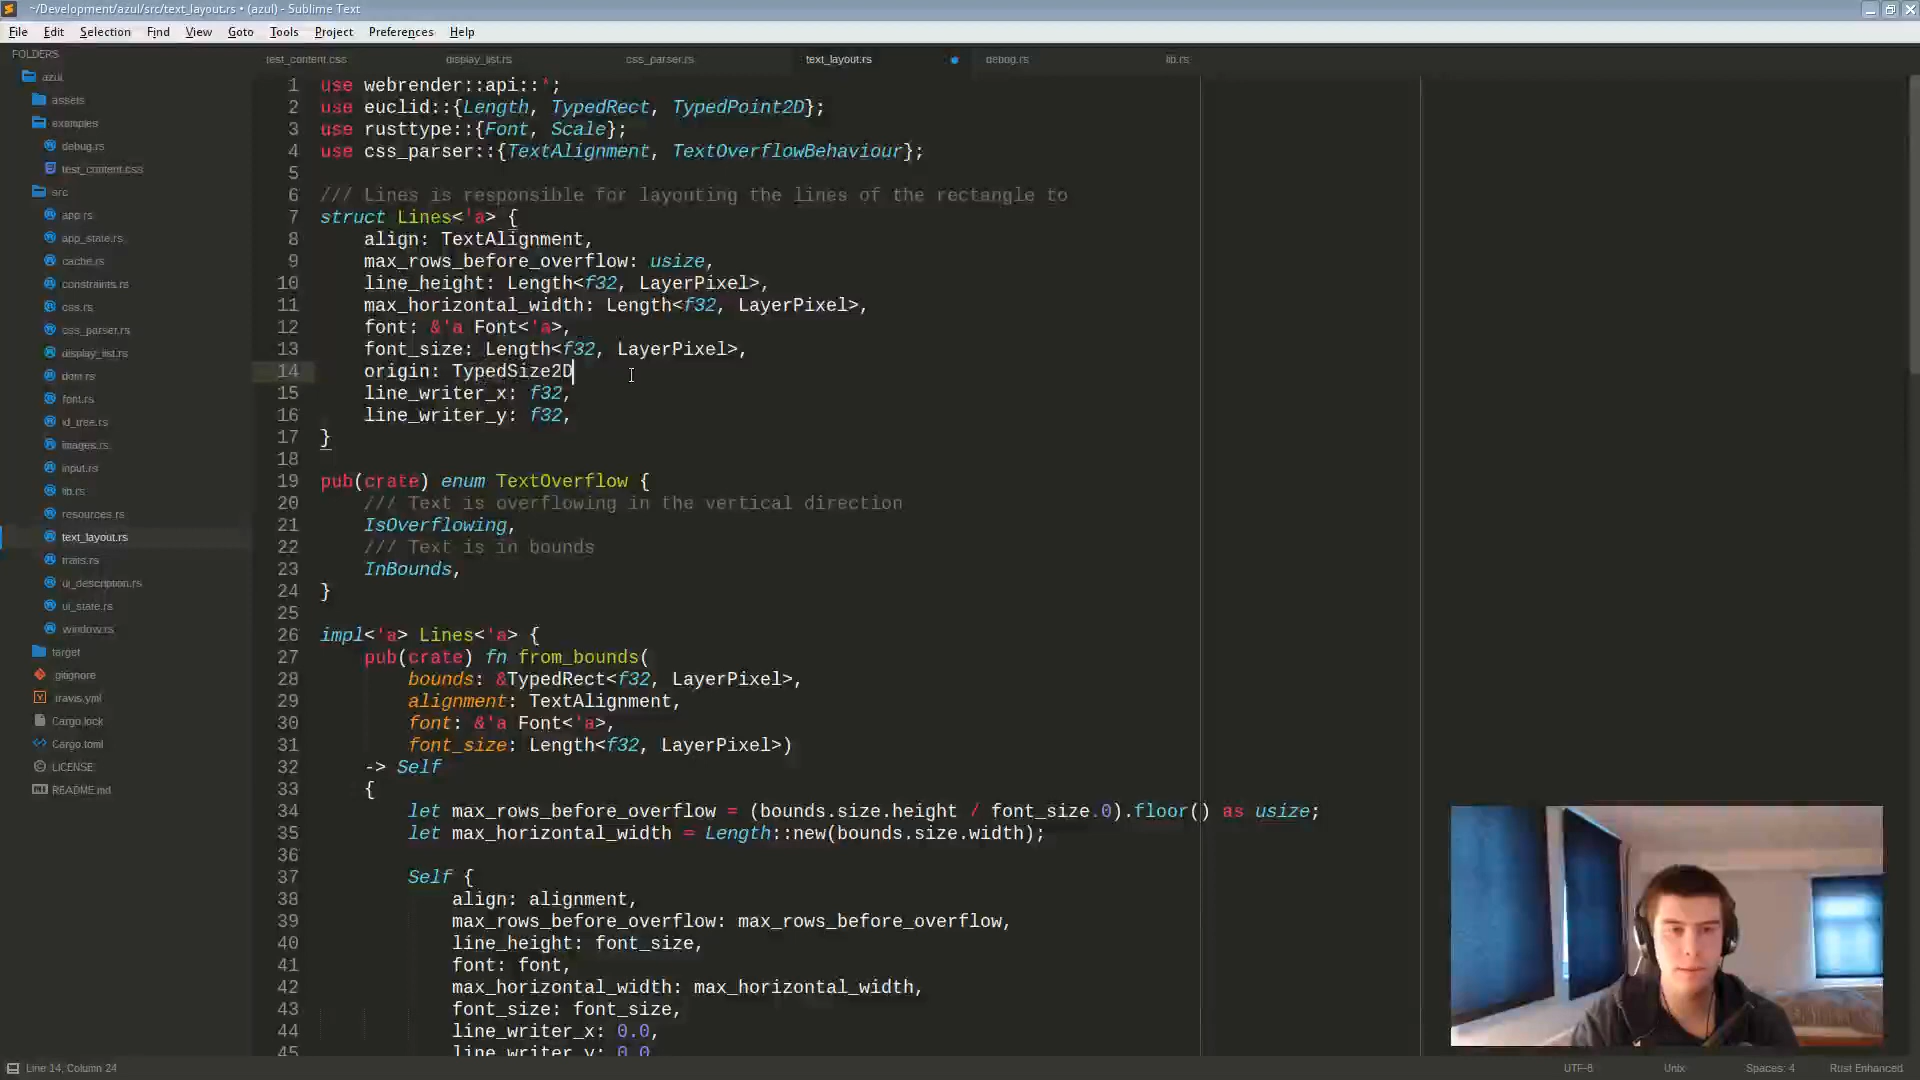 ~/Development/azul/src/text_layout.rs • (azul) - Sublime Text
File Edit Selection Find View Goto Tools Project Preferences Help
FOLDERS
azul
assets
examples
debug.rs
test_content.css
src
app.rs
app_state.rs
cache.rs
constraints.rs
css.rs
css_parser.rs
display_list.rs
dom.rs
font.rs
id_tree.rs
images.rs
input.rs
lib.rs
resources.rs
text_layout.rs
traits.rs
ui_description.rs
ui_state.rs
window.rs
target
.gitignore
.travis.yml
Cargo.lock
Cargo.toml
LICENSE
README.md
test_content.css display_list.rs css_parser.rs text_layout.rs debug.rs lib.rs
1 use webrender::api::*;
2 use euclid::{Length, TypedRect, TypedPoint2D};
3 use rusttype::{Font, Scale};
4 use css_parser::{TextAlignment, TextOverflowBehaviour};
5
6 /// Lines is responsible for layouting the lines of the rectangle to
7 struct Lines<'a> {
8     align: TextAlignment,
9     max_rows_before_overflow: usize,
10     line_height: Length<f32, LayerPixel>,
11     max_horizontal_width: Length<f32, LayerPixel>,
12     font: &'a Font<'a>,
13     font_size: Length<f32, LayerPixel>,
14     origin: TypedSize2D
15     line_writer_x: f32,
16     line_writer_y: f32,
17 }
18
19 pub(crate) enum TextOverflow {
20     /// Text is overflowing in the vertical direction
21     IsOverflowing,
22     /// Text is in bounds
23     InBounds,
24 }
25
26 impl<'a> Lines<'a> {
27     pub(crate) fn from_bounds(
28         bounds: &TypedRect<f32, LayerPixel>,
29         alignment: TextAlignment,
30         font: &'a Font<'a>,
31         font_size: Length<f32, LayerPixel>)
32     -> Self
33     {
34         let max_rows_before_overflow = (bounds.size.height / font_size.0).floor() as usize;
35         let max_horizontal_width = Length::new(bounds.size.width);
36
37         Self {
38             align: alignment,
39             max_rows_before_overflow: max_rows_before_overflow,
40             line_height: font_size,
41             font: font,
42             max_horizontal_width: max_horizontal_width,
43             font_size: font_size,
44             line_writer_x: 0.0,
45             line_writer_y: 0.0
Line 14, Column 24 UTF-8 Unix Spaces: 4 Rust Enhanced